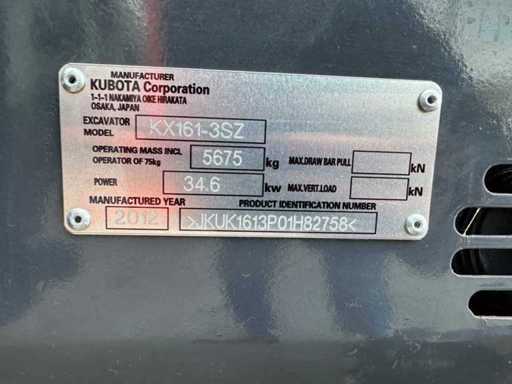 MANUFACTURER
KUBOTA Corporation
1-1-1 NAKAMIYA OIKE HIRAKATA
OSAKA, JAPAN
EXCAVATOR MODEL KX161-3SZ
OPERATING MASS INCL OPERATOR OF 75kg 5675 kg MAX.DRAW BAR PULL kN
POWER 34.6 kw MAX.VERT.LOAD kN
MANUFACTURED YEAR PRODUCT IDENTIFICATION NUMBER
2012 >JKUK1613P01H82758<